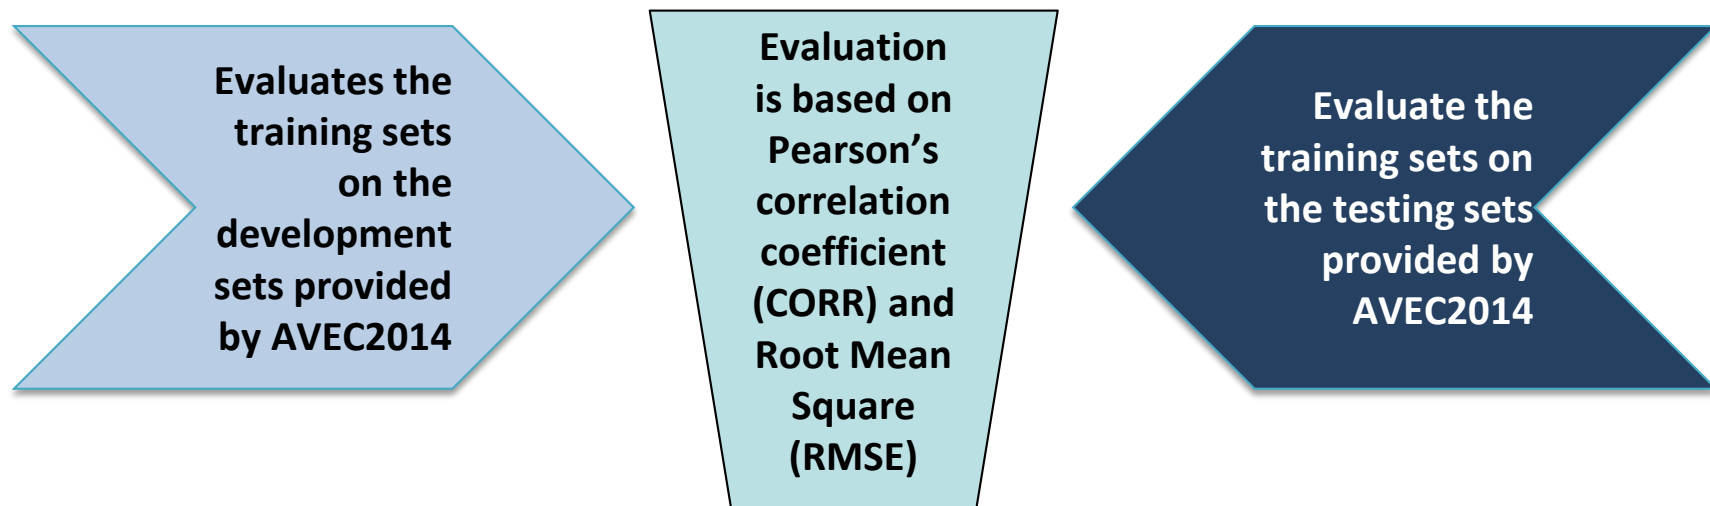 Evaluates the
training sets
on the
development
sets provided
by AVEC2014
Evaluation
is based on
Pearson’s
correlation
coefficient
(CORR) and
Root Mean
Square
(RMSE)
Evaluate the
training sets on
the testing sets
provided by
AVEC2014